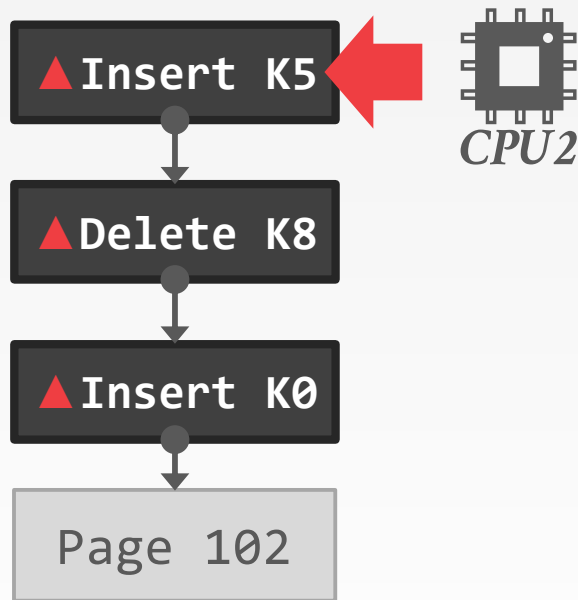 ▲Insert K5
CPU2
▲Delete K8
▲Insert K0
Page 102